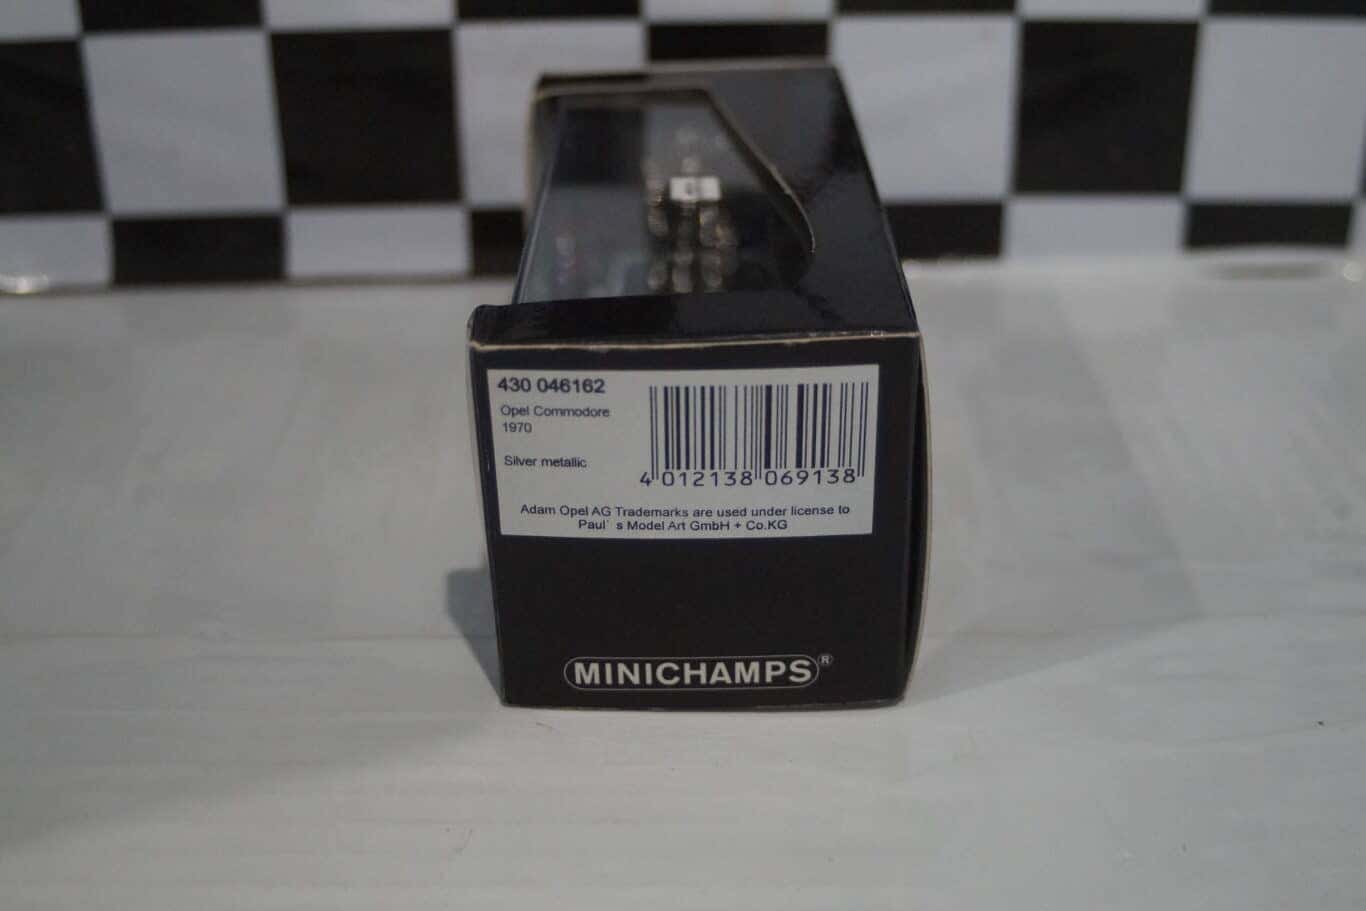 430 046162
Opel Commodore
1970
Silver metallic
4 012138 069138
Adam Opel AG Trademarks are used under license to
Paul´ s Model Art GmbH + Co.KG
MINICHAMPS®